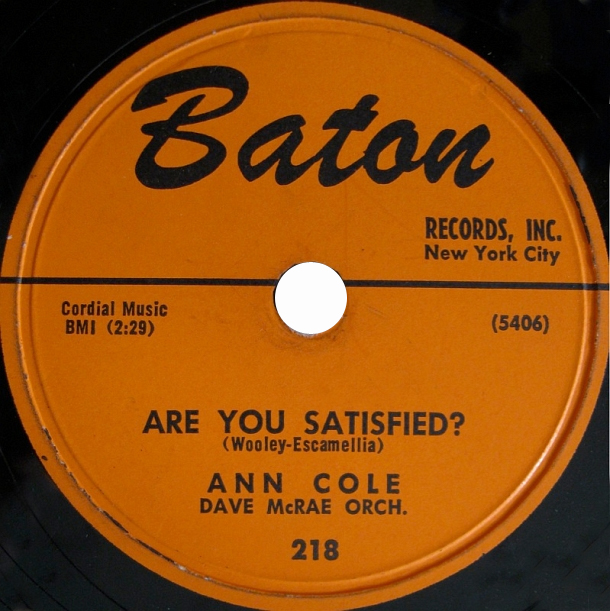 Baton
RECORDS, INC.
New York City
Cordial Music
BMI (2:29)
(5406)
ARE YOU SATISFIED?
(Wooley-Escamellia)
ANN COLE
DAVE McRAE ORCH.
218